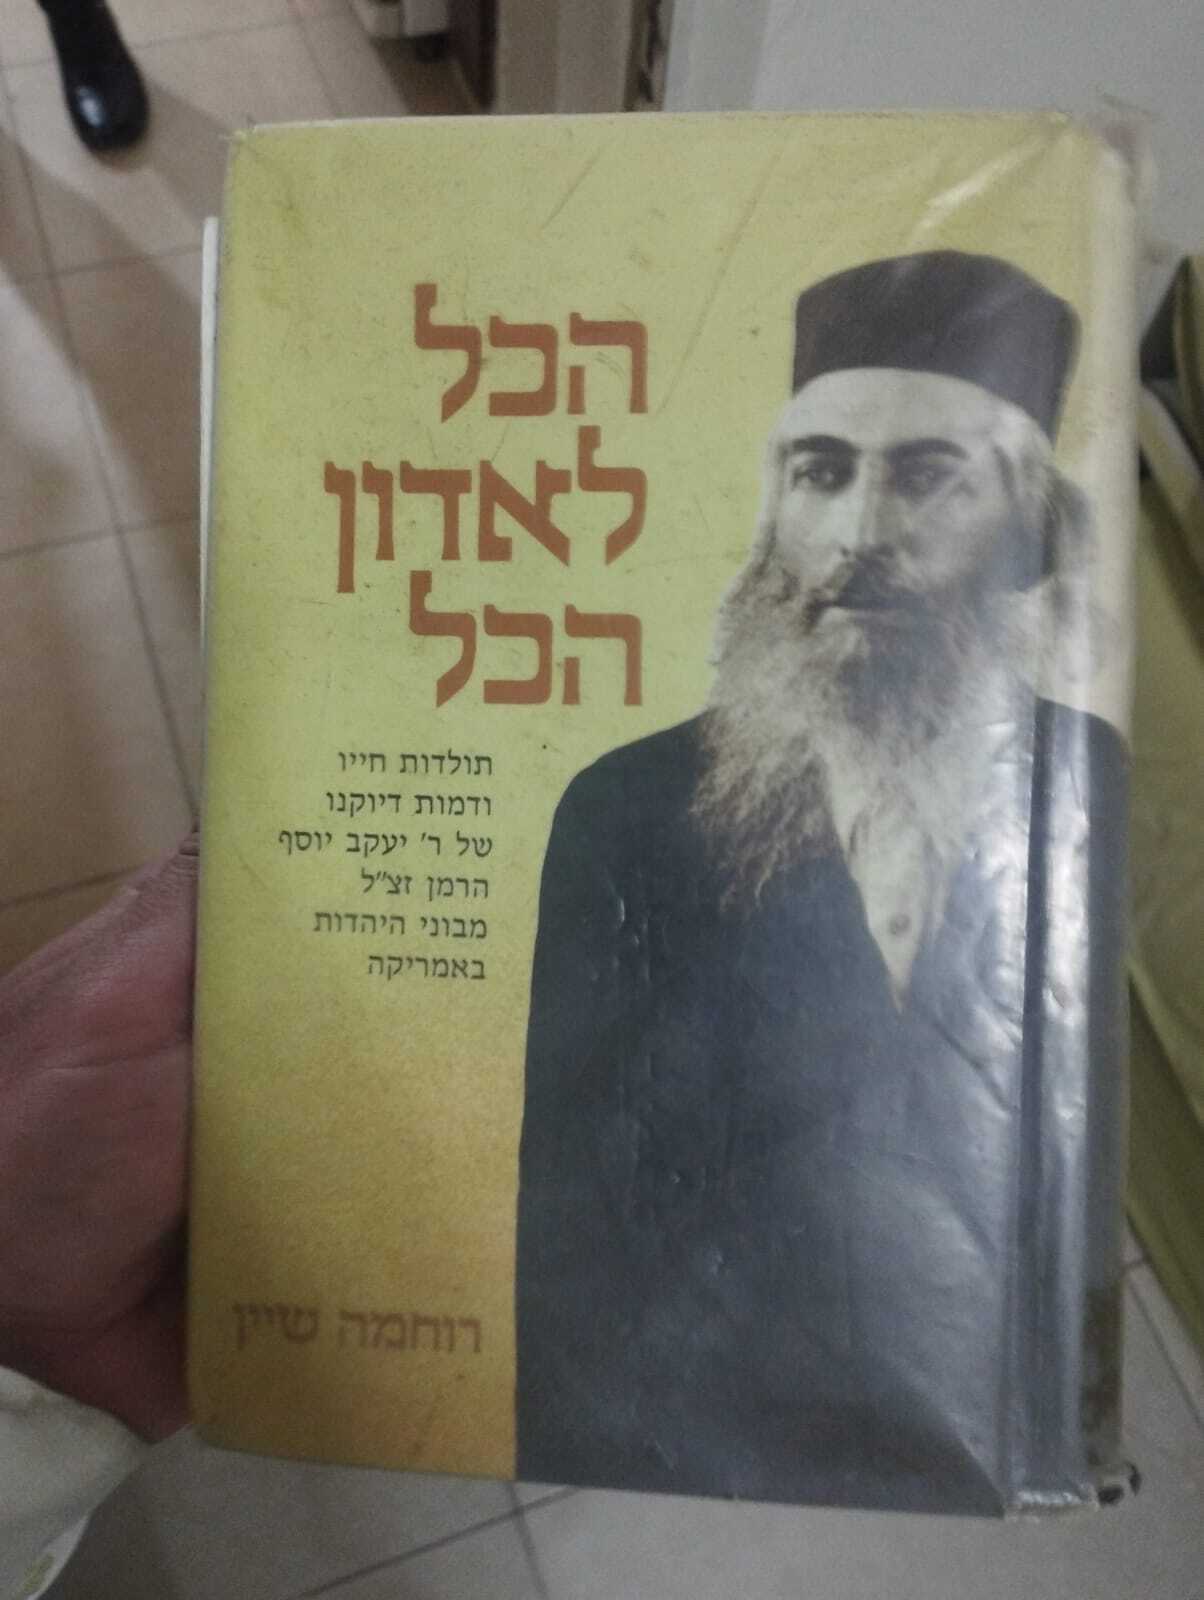 הכל
לאדון
הכל
תולדות חייו
ודמות דיוקנו
של ר' יעקב יוסף
הרמן זצ"ל
מבוני היהדות
באמריקה
רוחמה שיין